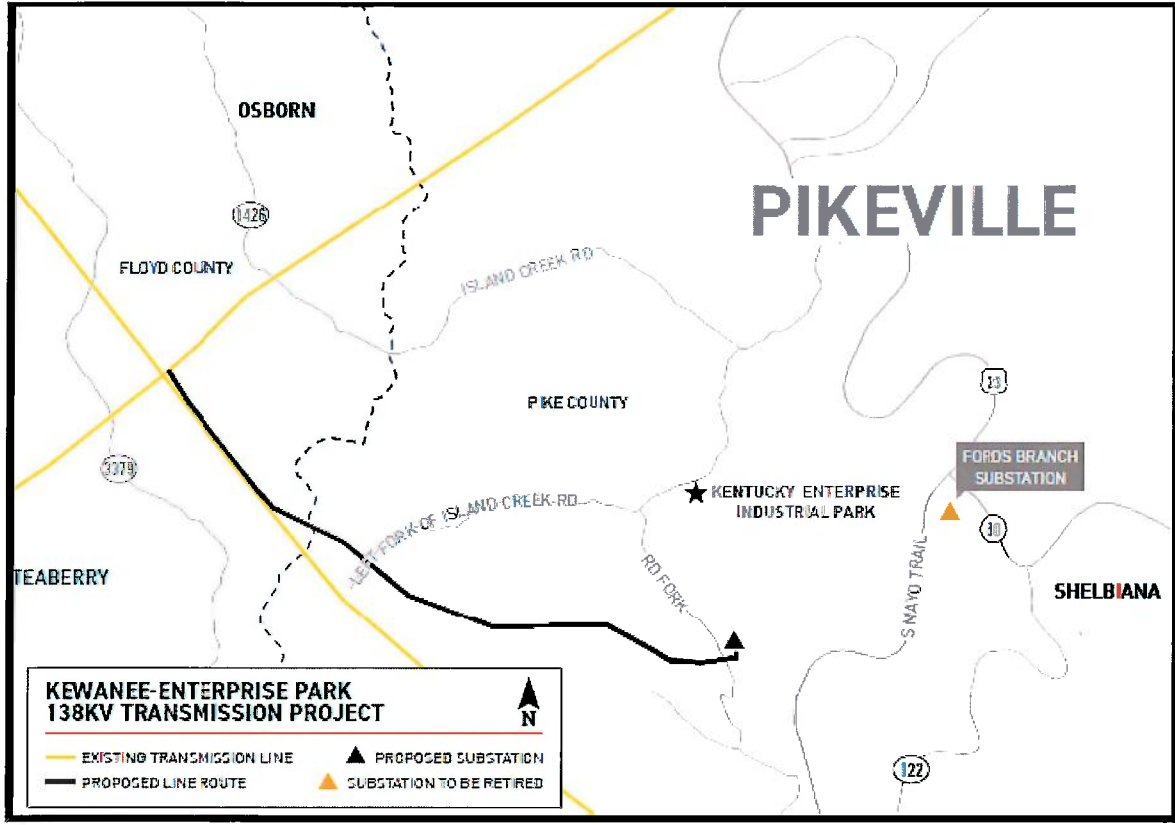 OSBORN
1426
PIKEVILLE
FLOYD COUNTY
ISLAND CREEK RD
23
PIKE COUNTY
3379
FORDS BRANCH
SUBSTATION
KENTUCKY ENTERPRISE
INDUSTRIAL PARK
LEFT FORK OF ISLAND CREEK RD
80
TEABERRY
RD FORK
S MAYO TRAIL
SHELBIANA
KEWANEE-ENTERPRISE PARK
138KV TRANSMISSION PROJECT
N
EXISTING TRANSMISSION LINE
PROPOSED SUBSTATION
PROPOSED LINE ROUTE
SUBSTATION TO BE RETIRED
122